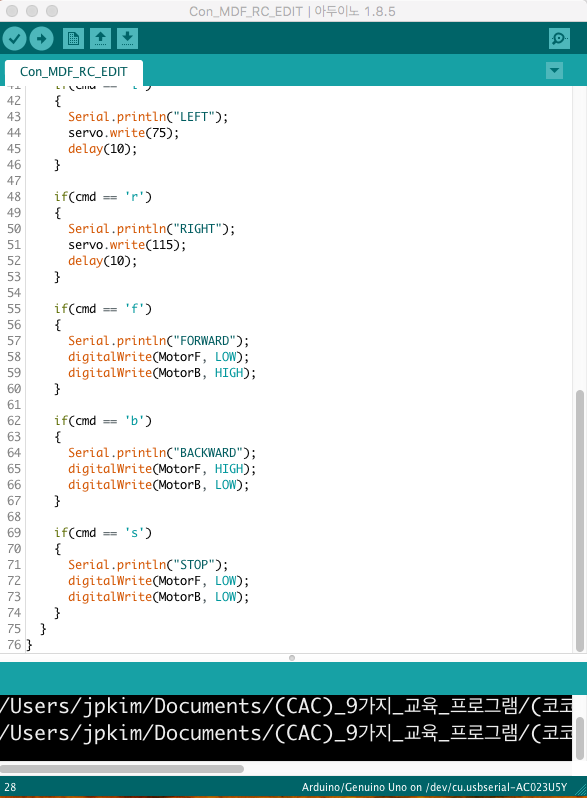 Con_MDF_RC_EDIT | 아두이노 1.8.5
Con_MDF_RC_EDIT
42 {
43 Serial.println("LEFT");
44 servo.write(75);
45 delay(10);
46 }
47
48 if(cmd == 'r')
49 {
50 Serial.println("RIGHT");
51 servo.write(115);
52 delay(10);
53 }
54
55 if(cmd == 'f')
56 {
57 Serial.println("FORWARD");
58 digitalWrite(MotorF, LOW);
59 digitalWrite(MotorB, HIGH);
60 }
61
62 if(cmd == 'b')
63 {
64 Serial.println("BACKWARD");
65 digitalWrite(MotorF, HIGH);
66 digitalWrite(MotorB, LOW);
67 }
68
69 if(cmd == 's')
70 {
71 Serial.println("STOP");
72 digitalWrite(MotorF, LOW);
73 digitalWrite(MotorB, LOW);
74 }
75 }
76 }
/Users/jpkim/Documents/(CAC)_9가지_교육_프로그램/(코코
/Users/jpkim/Documents/(CAC)_9가지_교육_프로그램/(코코
28 Arduino/Genuino Uno on /dev/cu.usbserial-AC023U5Y